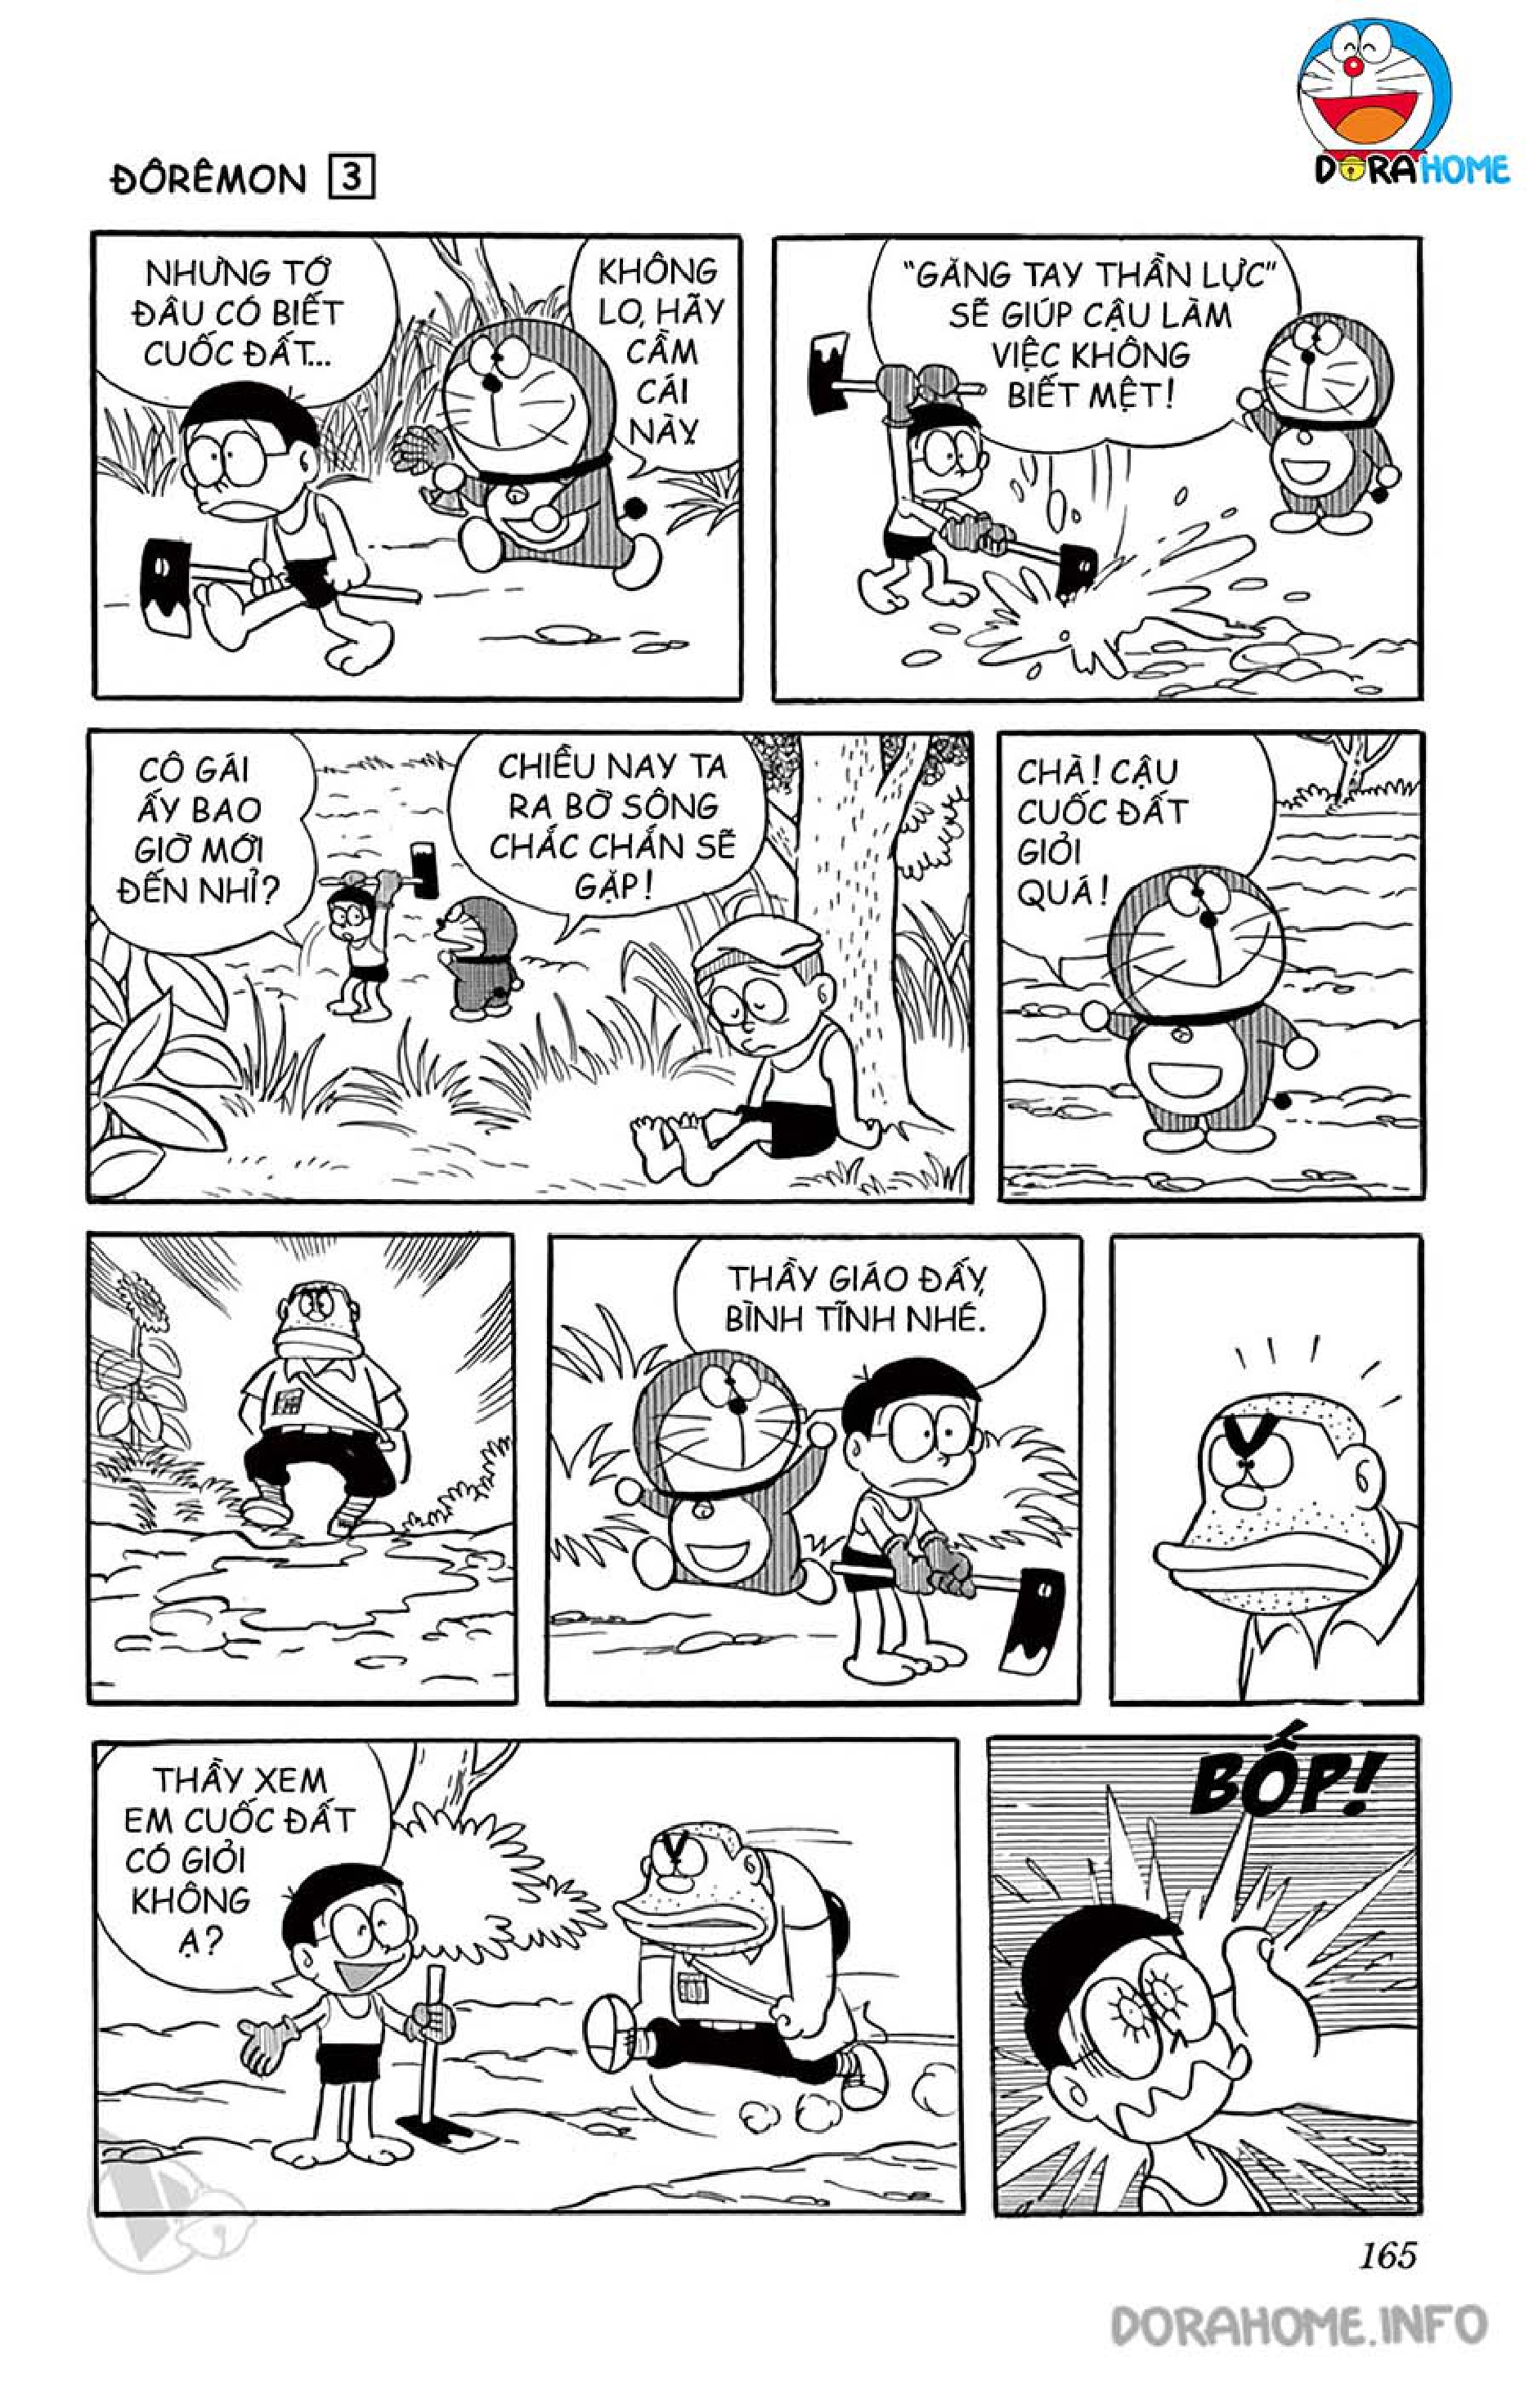 DORAHOME
ĐÔRÊMON 3
NHƯNG TỚ
ĐÂU CÓ BIẾT
CUỐC ĐẤT...
KHÔNG
LO, HÃY
CẦM
CÁI
NÀY.
“GĂNG TAY THẦN LỰC”
SẼ GIÚP CẬU LÀM
VIỆC KHÔNG
BIẾT MỆT!
CÔ GÁI
ẤY BAO
GIỜ MỚI
ĐẾN NHỈ?
CHIỀU NAY TA
RA BỜ SÔNG
CHẮC CHẮN SẼ
GẶP!
CHÀ! CẬU
CUỐC ĐẤT
GIỎI
QUÁ!
THẦY GIÁO ĐẤY,
BÌNH TĨNH NHÉ.
THẦY XEM
EM CUỐC ĐẤT
CÓ GIỎI
KHÔNG
Ạ?
BỐP!
165
DORAHOME.INFO